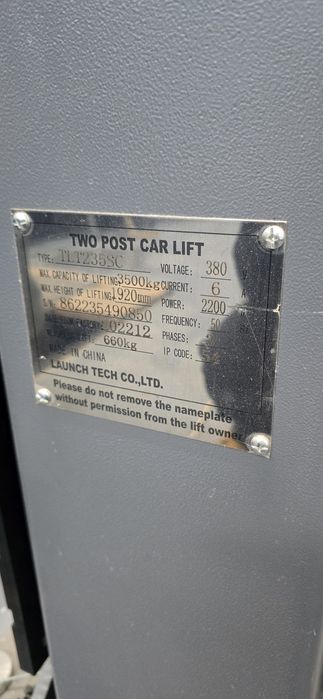 TWO POST CAR LIFT
TYPE: TLT235SC VOLTAGE: 380
MAX. CAPACITY OF LIFTING 3500kg CURRENT: 6 A
MAX. HEIGHT OF LIFTING 1920mm POWER: 2200
S/N: 862235490850 FREQUENCY: 50
02212 PHASES:
660kg IP CODE:
MADE IN CHINA
LAUNCH TECH CO.,LTD.
Please do not remove the nameplate
without permission from the lift owner